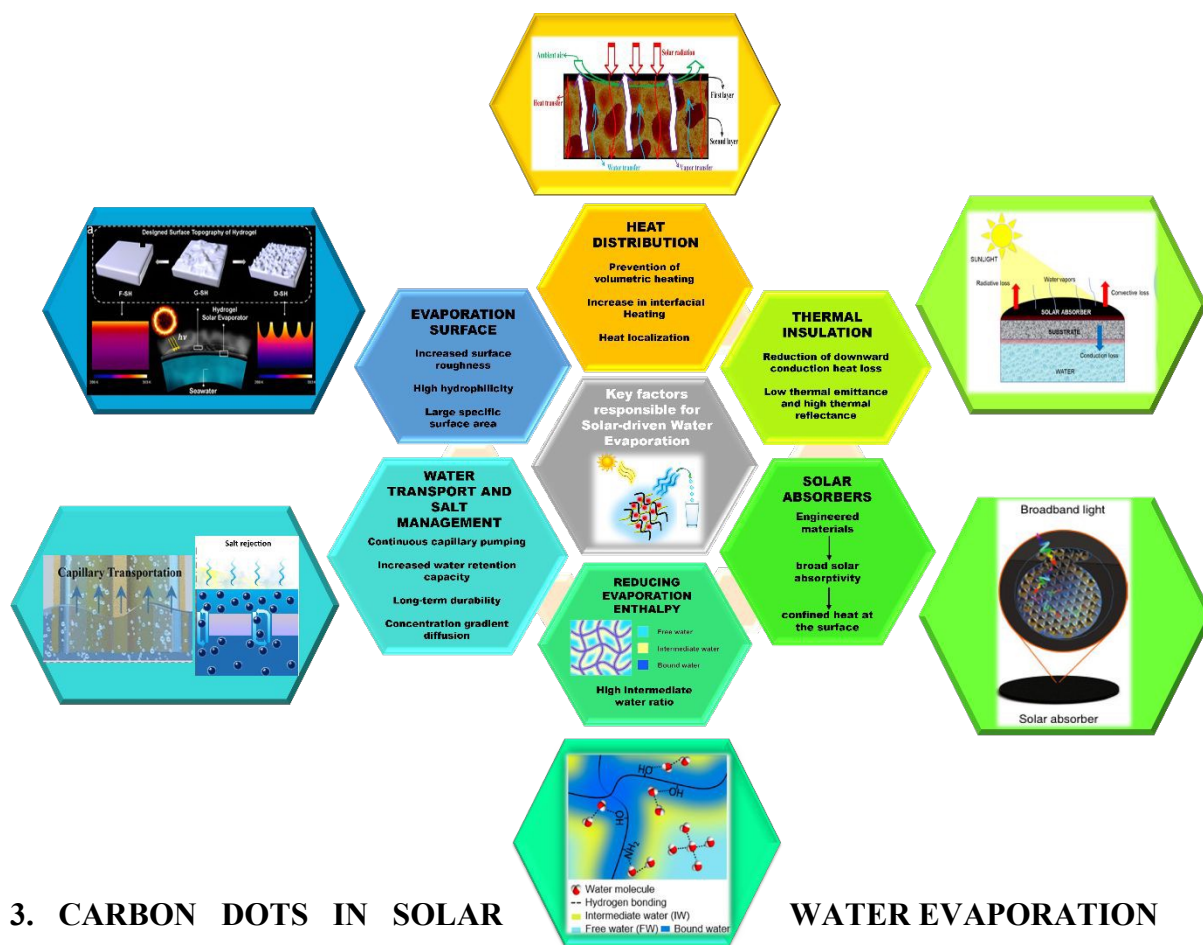 Ambient air
Solar radiation
Heat transfer
First layer
Second layer
Water transfer
Vapor transfer
HEAT
DISTRIBUTION
Prevention of
volumetric heating
Increase in interfacial
Heating
Heat localization
a
Designed Surface Topography of Hydrogel
F-SH
G-SH
D-SH
Hydrogel
Solar Evaporator
hv
Seawater
EVAPORATION
SURFACE
Increased surface
roughness
High hydrophilicity
Large specific
surface area
THERMAL
INSULATION
Reduction of downward
conduction heat loss
Low thermal emittance
and high thermal
reflectance
SUNLIGHT
Radiative loss
Water vapors
Convective loss
SOLAR ABSORBER
SUBSTRATE
Conduction loss
WATER
Key factors
responsible for
Solar-driven Water
Evaporation
WATER
TRANSPORT AND
SALT
MANAGEMENT
Continuous capillary pumping
Increased water retention
capacity
Long-term durability
Concentration gradient
diffusion
Capillary Transportation
Salt rejection
SOLAR
ABSORBERS
Engineered
materials
broad solar
absorptivity
confined heat at
the surface
Broadband light
Solar absorber
REDUCING
EVAPORATION
ENTHALPY
Free water
Intermediate water
Bound water
High Intermediate
water ratio
HO
OH
HO
NH2
Water molecule
Hydrogen bonding
Intermediate water (IW)
Free water (FW) Bound water
3. CARBON DOTS IN SOLAR WATER EVAPORATION